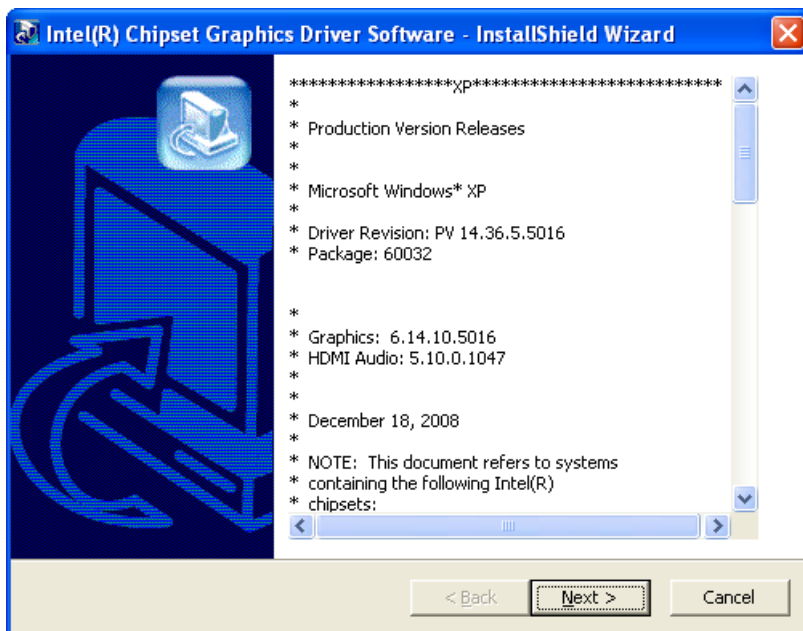 Intel(R) Chipset Graphics Driver Software - InstallShield Wizard
*****************XP**************************
*
* Production Version Releases
*
*
* Microsoft Windows* XP
*
* Driver Revision: PV 14.36.5.5016
* Package: 60032
*
* Graphics: 6.14.10.5016
* HDMI Audio: 5.10.0.1047
*
*
* December 18, 2008
*
* NOTE: This document refers to systems
* containing the following Intel(R)
* chipsets:
< Back
Next >
Cancel